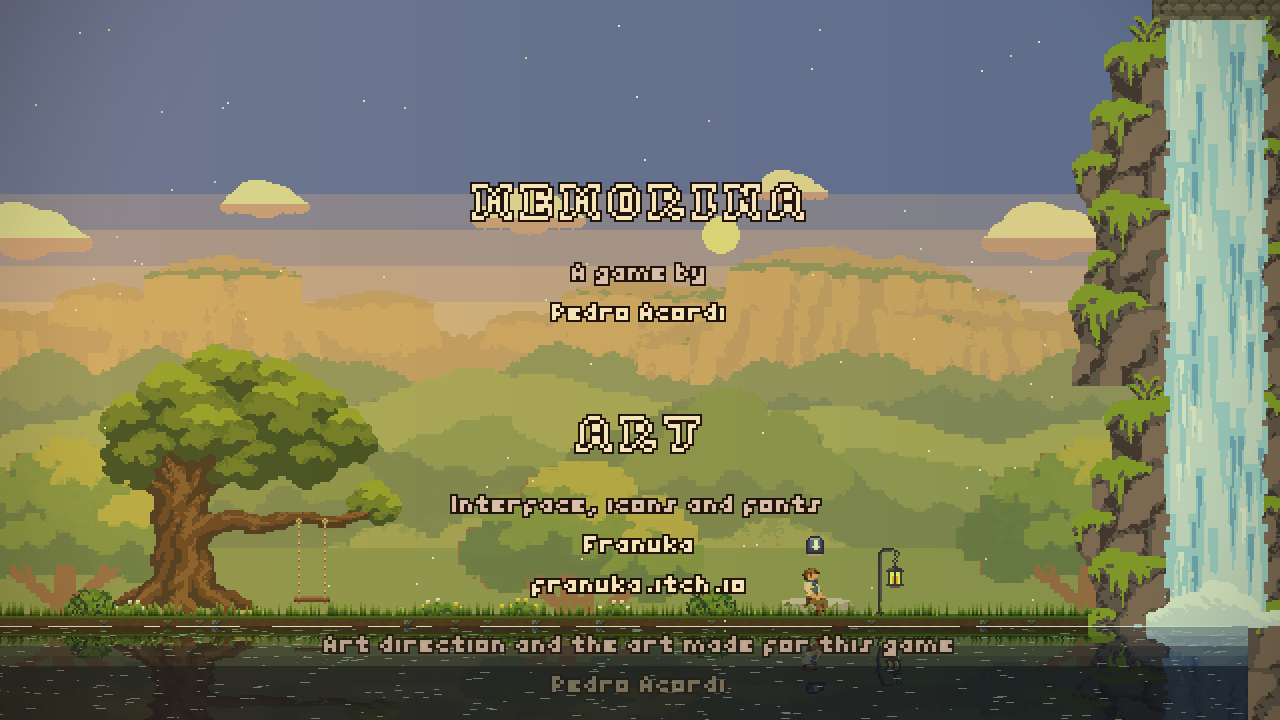 MEMORINA
A game by
Pedro Acordi
ART
Interface, icons and fonts
Franuka
franuka.itch.io
Art direction and the art made for this game
Pedro Acordi